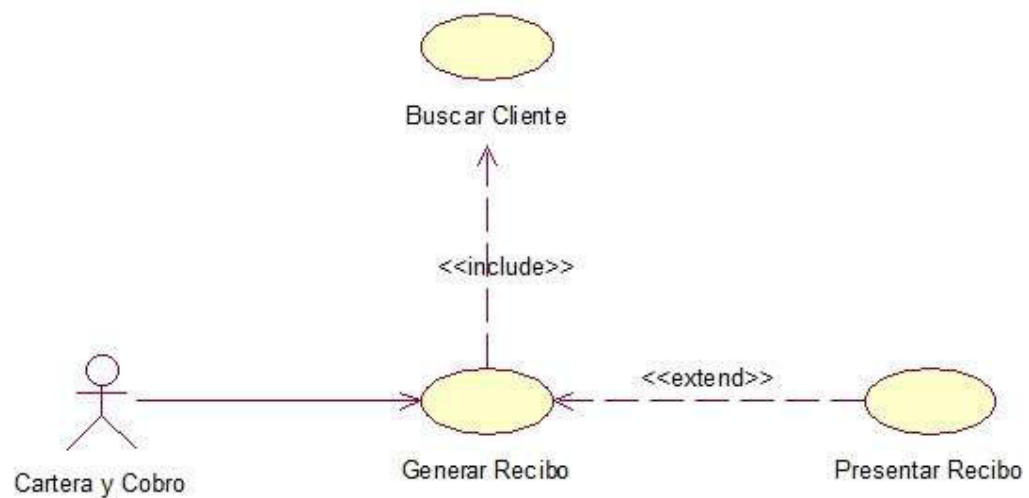 Buscar Cliente
<<include>>
<<extend>>
Cartera y Cobro
Generar Recibo
Presentar Recibo